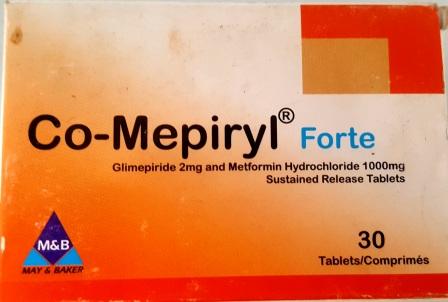 Co-Mepiryl® Forte
Glimepiride 2mg and Metformin Hydrochloride 1000mg
Sustained Release Tablets
M&B
MAY & BAKER
30
Tablets/Comprimés